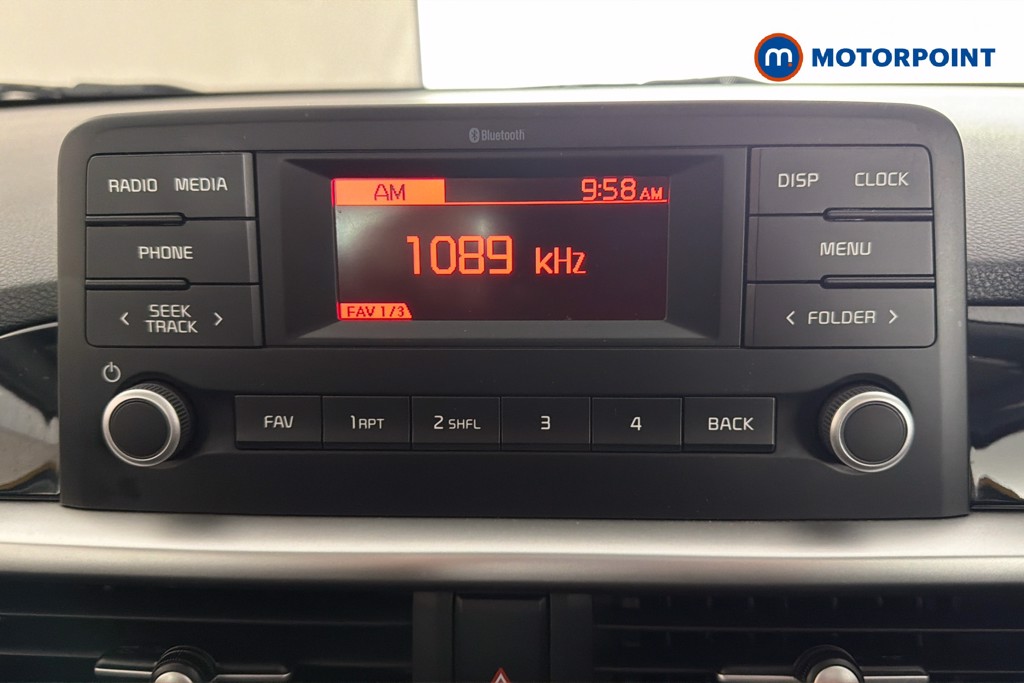 m MOTORPOINT
Bluetooth
RADIO MEDIA
DISP CLOCK
AM 9:58 AM
PHONE
1089 kHz
MENU
< SEEK TRACK >
FAV 1/3
< FOLDER >
FAV 1 RPT 2 SHFL 3 4 BACK